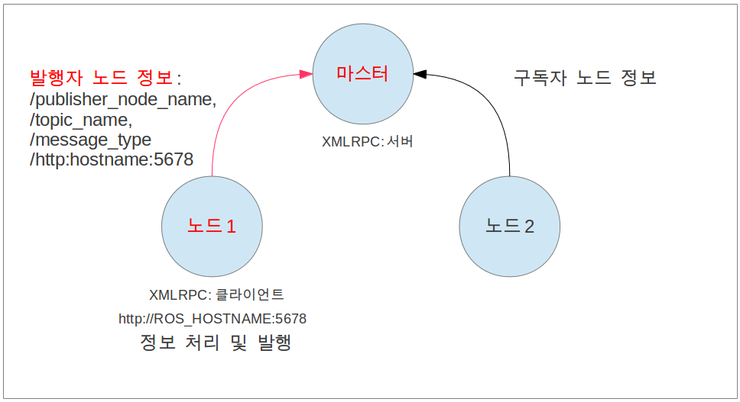 발행자 노드 정보:
/publisher_node_name,
/topic_name,
/message_type
/http:hostname:5678
마스터
XMLRPC: 서버
구독자 노드 정보
노드 1
XMLRPC: 클라이언트
http://ROS_HOSTNAME:5678
정보 처리 및 발행
노드 2